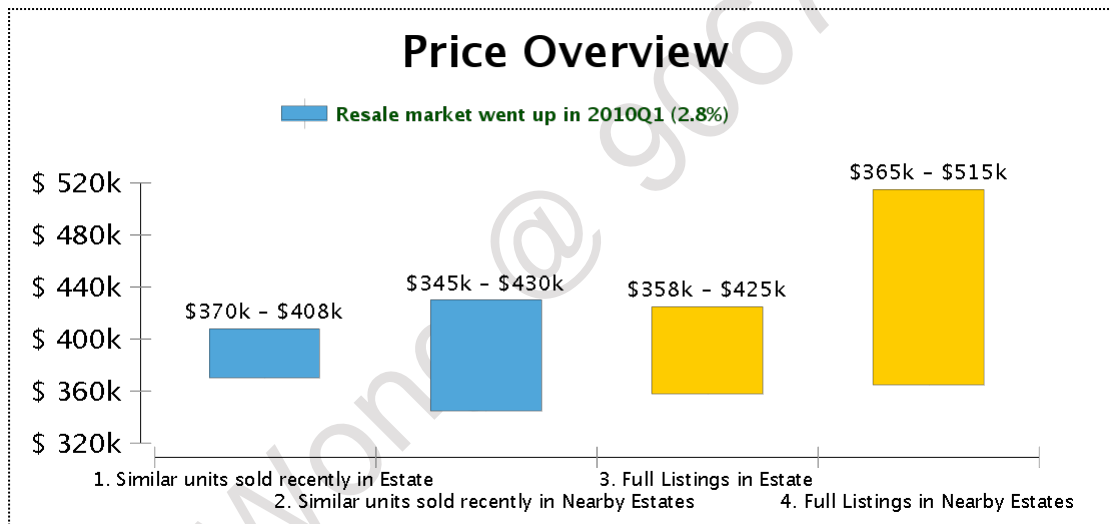 Price Overview
Resale market went up in 2010Q1 (2.8%)
$ 520k
$ 480k
$ 440k
$ 400k
$ 360k
$ 320k
$370k – $408k
$345k – $430k
$358k – $425k
$365k – $515k
1. Similar units sold recently in Estate
2. Similar units sold recently in Nearby Estates
3. Full Listings in Estate
4. Full Listings in Nearby Estates
@ 906